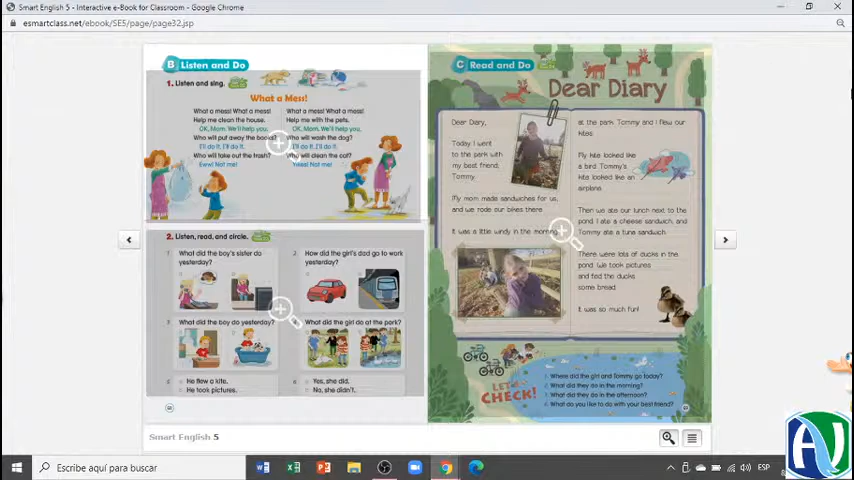 Smart English 5 - Interactive e-Book for Classroom - Google Chrome
esmartclass.net/ebook/SE5/page/page32.jsp
B Listen and Do
1. Listen and sing.
What a Mess!
What a mess! What a mess!
Help me clean the house.
OK, Mom. We'll help you.
Who will put away the books?
I'll do it. I'll do it.
Who will take out the trash?
Eww! Not me!
What a mess! What a mess!
Help me with the pets.
OK, Mom. We'll help you.
Who will wash the dog?
I'll do it. I'll do it.
Who will clean the cat?
Yikes! Not me!
2. Listen, read, and circle.
1 What did the boy's sister do
yesterday?
2 How did the girl's dad go to work
yesterday?
3 What did the boy do yesterday?
4 What did the girl do at the park?
5 He flew a kite.
He took pictures.
6 Yes, she did.
No, she didn't.
C Read and Do
Dear Diary
Dear Diary,
Today I went
to the park with
my best friend,
Tommy.
My mom made sandwiches for us,
and we rode our bikes there.
It was a little windy in the morning
at the park. Tommy and I flew our
kites.
My kite looked like
a bird. Tommy's
kite looked like an
airplane.
Then we ate our lunch next to the
pond. I ate a cheese sandwich, and
Tommy ate a tuna sandwich.
There were lots of ducks in the
pond. We took pictures
and fed the ducks
some bread.
It was so much fun!
LET'S
CHECK!
1. Where did the girl and Tommy go today?
2. What did they do in the morning?
3. What did they do in the afternoon?
4. What do you like to do with your best friend?
Smart English 5
Escribe aquí para buscar
ESP
AJ